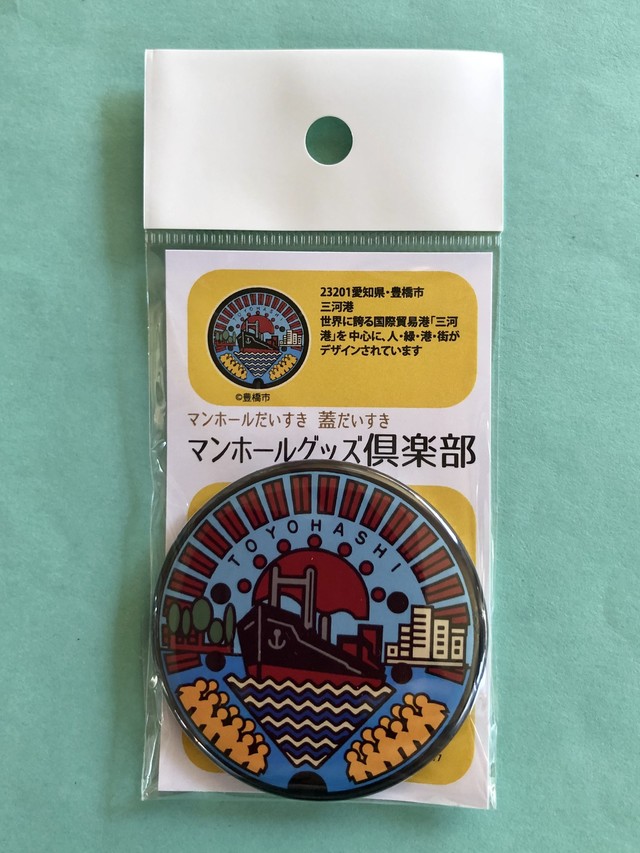 23201愛知県・豊橋市
三河港
世界に誇る国際貿易港「三河
港」を中心に、人・緑・港・街が
デザインされています
©豊橋市
マンホールだいすき 蓋だいすき
マンホールグッズ倶楽部
TOYOHASHI